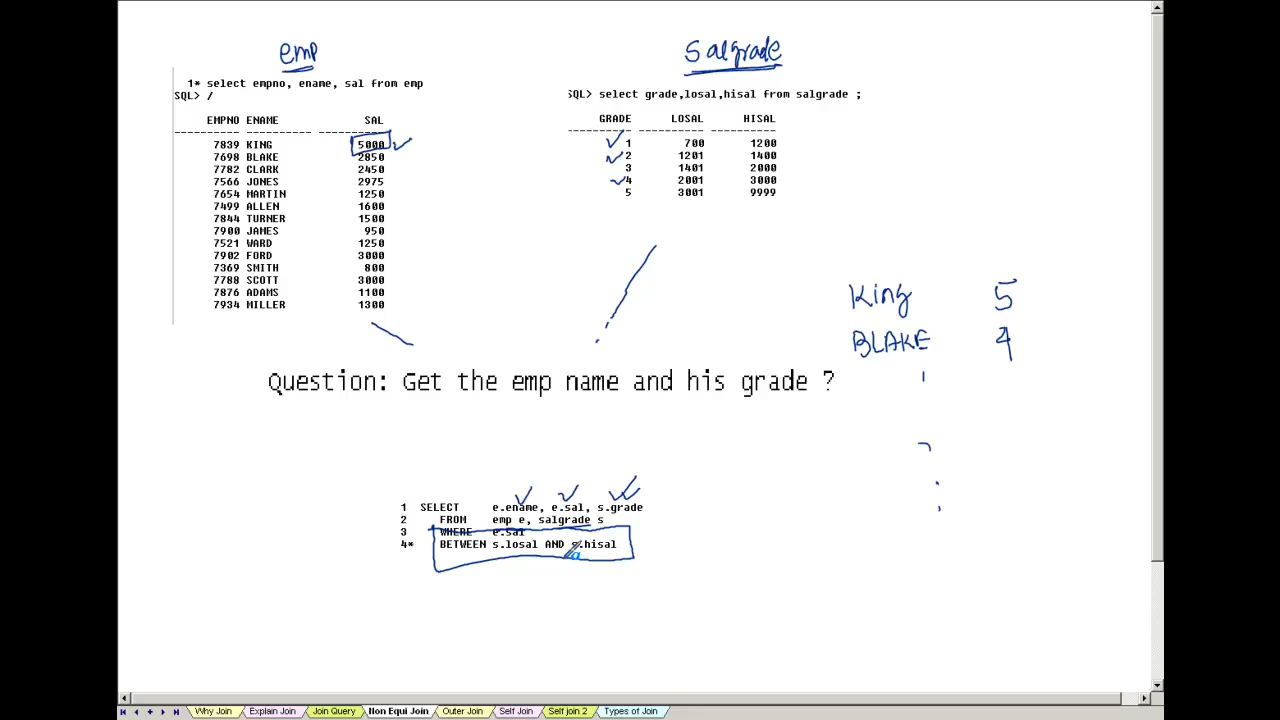 emp
1* select empno, ename, sal from emp
SQL> /
EMPNO ENAME SAL
---------- ---------- ----------
7839 KING 5000
7698 BLAKE 2850
7782 CLARK 2450
7566 JONES 2975
7654 MARTIN 1250
7499 ALLEN 1600
7844 TURNER 1500
7900 JAMES 950
7521 WARD 1250
7902 FORD 3000
7369 SMITH 800
7788 SCOTT 3000
7876 ADAMS 1100
7934 MILLER 1300
Salgrade
SQL> select grade,losal,hisal from salgrade ;
GRADE LOSAL HISAL
---------- ---------- ----------
1 700 1200
2 1201 1400
3 1401 2000
4 2001 3000
5 3001 9999
King 5
BLAKE 4
Question: Get the emp name and his grade ?
1 SELECT e.ename, e.sal, s.grade
2 FROM emp e, salgrade s
3 WHERE e.sal
4* BETWEEN s.losal AND s.hisal
Why Join Explain Join Join Query Non Equi Join Outer Join Self Join Self join 2 Types of Join